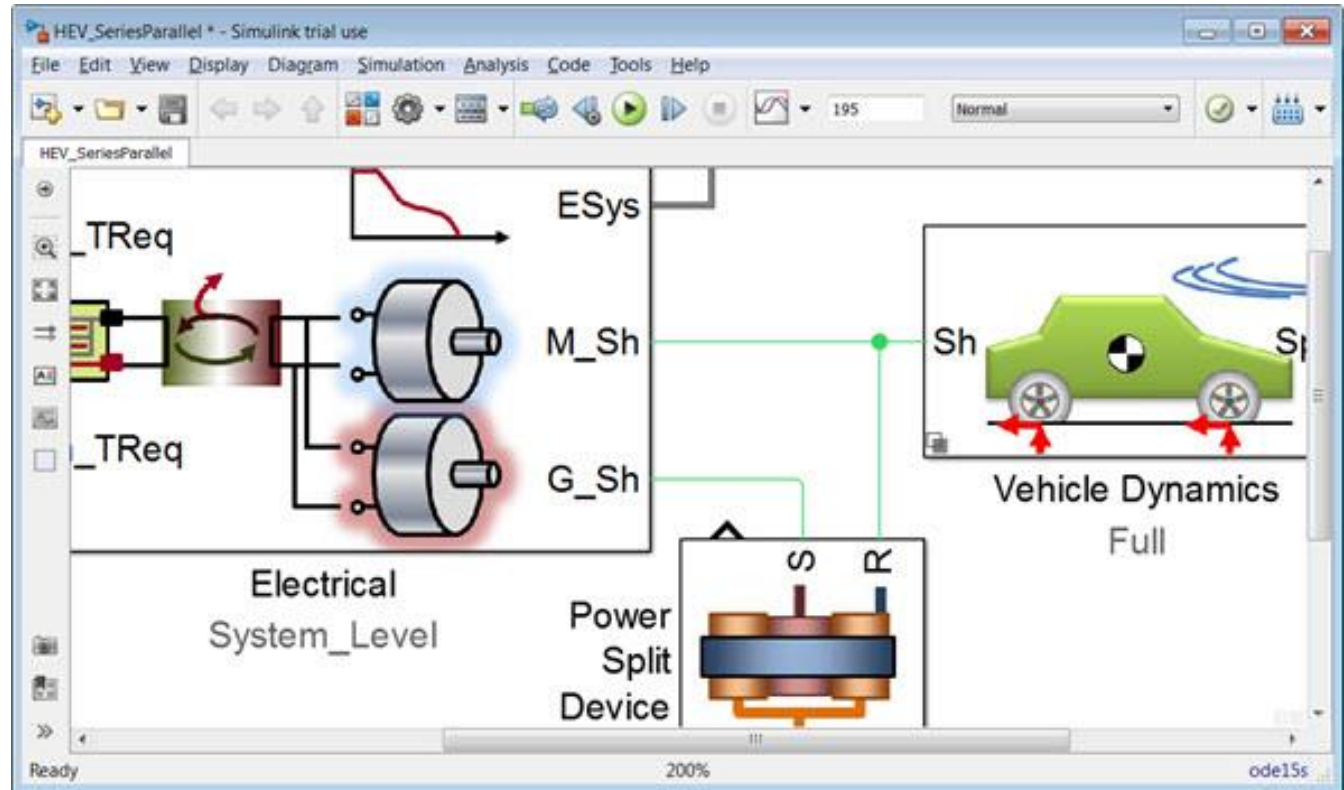 HEV_SeriesParallel * - Simulink trial use
File Edit View Display Diagram Simulation Analysis Code Tools Help
195 Normal
HEV_SeriesParallel
ESys
_TReq
M_Sh
Sh
G_Sh
_TReq
Vehicle Dynamics
Full
S R
Electrical
System_Level
Power
Split
Device
Ready 200% ode15s